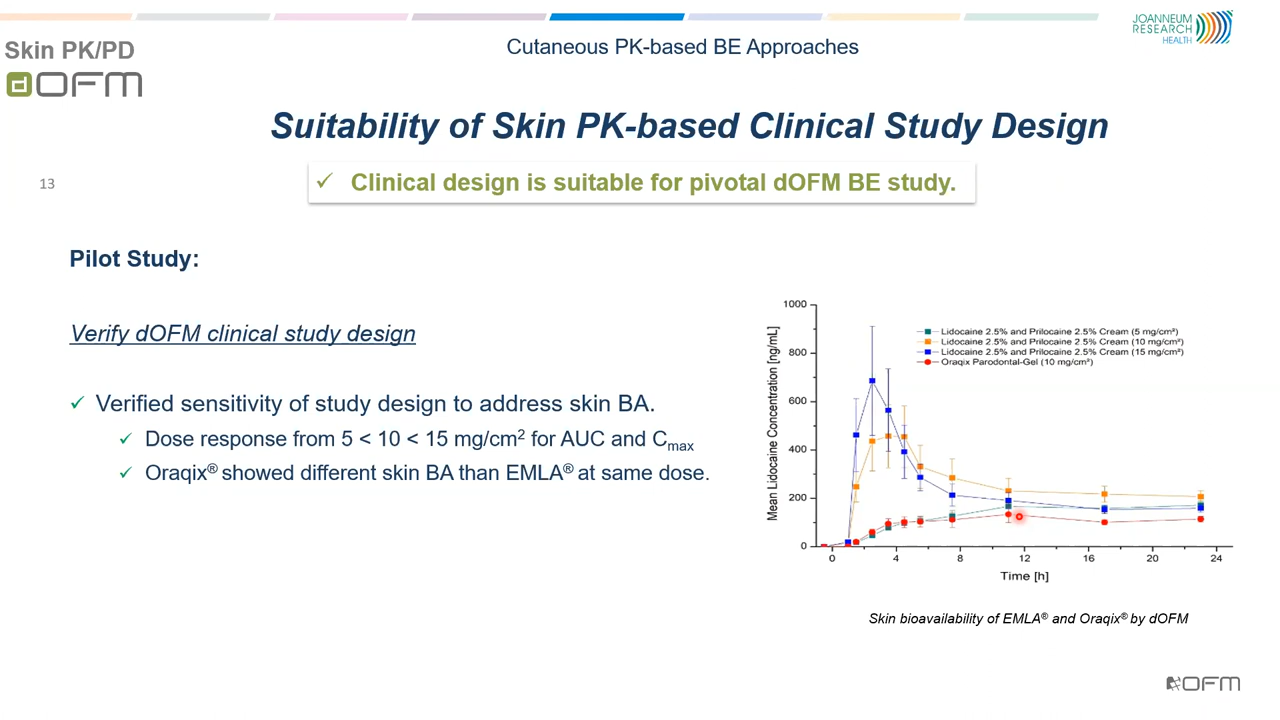 JOANNEUM
RESEARCH
HEALTH
Skin PK/PD
dOFM
Cutaneous PK-based BE Approaches
Suitability of Skin PK-based Clinical Study Design
13
✓ Clinical design is suitable for pivotal dOFM BE study.
Pilot Study:
Verify dOFM clinical study design
✓ Verified sensitivity of study design to address skin BA.
✓ Dose response from 5 < 10 < 15 mg/cm² for AUC and Cmax
✓ Oraqix® showed different skin BA than EMLA® at same dose.
Mean Lidocaine Concentration [ng/mL]
1000
800
600
400
200
0
Lidocaine 2.5% and Prilocaine 2.5% Cream (5 mg/cm²)
Lidocaine 2.5% and Prilocaine 2.5% Cream (10 mg/cm²)
Lidocaine 2.5% and Prilocaine 2.5% Cream (15 mg/cm²)
Oraqix Parodontal-Gel (10 mg/cm²)
0 4 8 12 16 20 24
Time [h]
Skin bioavailability of EMLA® and Oraqix® by dOFM
OFM